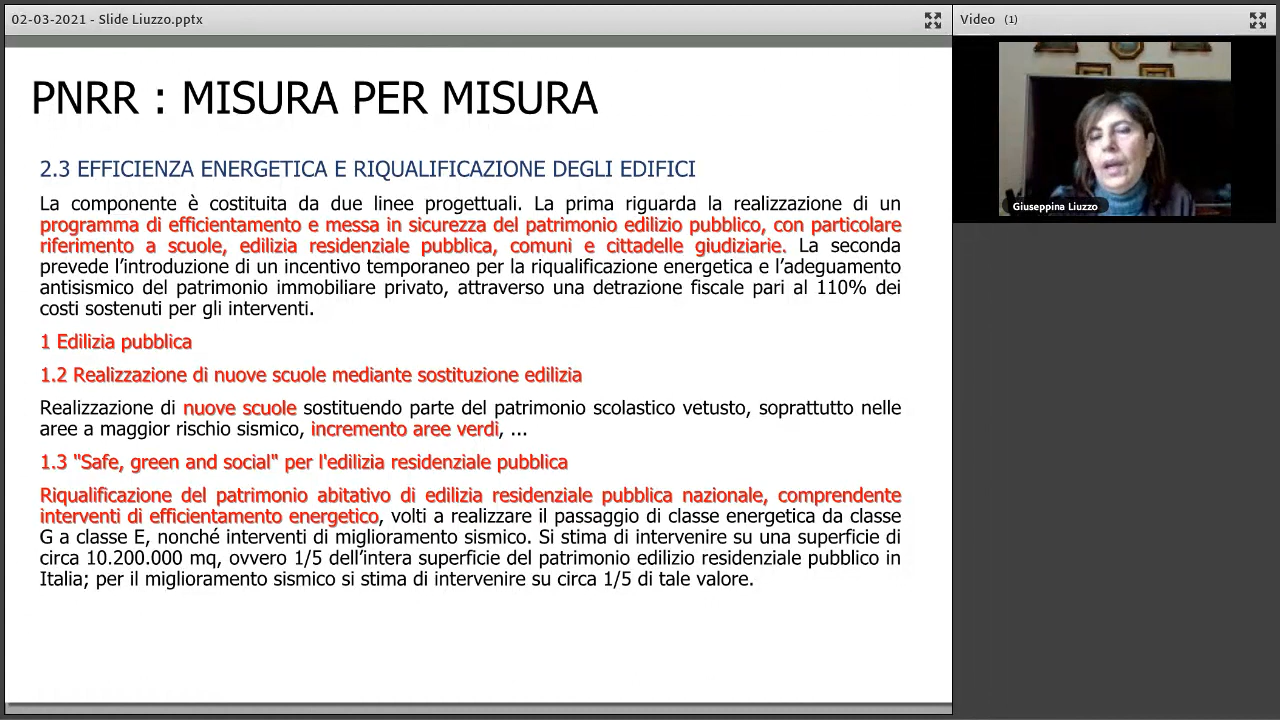 02-03-2021 - Slide Liuzzo.pptx
Video (1)
PNRR : MISURA PER MISURA
2.3 EFFICIENZA ENERGETICA E RIQUALIFICAZIONE DEGLI EDIFICI
La componente è costituita da due linee progettuali. La prima riguarda la realizzazione di un
programma di efficientamento e messa in sicurezza del patrimonio edilizio pubblico, con particolare
riferimento a scuole, edilizia residenziale pubblica, comuni e cittadelle giudiziarie. La seconda
prevede l'introduzione di un incentivo temporaneo per la riqualificazione energetica e l'adeguamento
antisismico del patrimonio immobiliare privato, attraverso una detrazione fiscale pari al 110% dei
costi sostenuti per gli interventi.
1 Edilizia pubblica
1.2 Realizzazione di nuove scuole mediante sostituzione edilizia
Realizzazione di nuove scuole sostituendo parte del patrimonio scolastico vetusto, soprattutto nelle
aree a maggior rischio sismico, incremento aree verdi, ...
1.3 "Safe, green and social" per l'edilizia residenziale pubblica
Riqualificazione del patrimonio abitativo di edilizia residenziale pubblica nazionale, comprendente
interventi di efficientamento energetico, volti a realizzare il passaggio di classe energetica da classe
G a classe E, nonché interventi di miglioramento sismico. Si stima di intervenire su una superficie di
circa 10.200.000 mq, ovvero 1/5 dell'intera superficie del patrimonio edilizio residenziale pubblico in
Italia; per il miglioramento sismico si stima di intervenire su circa 1/5 di tale valore.
Giuseppina Liuzzo